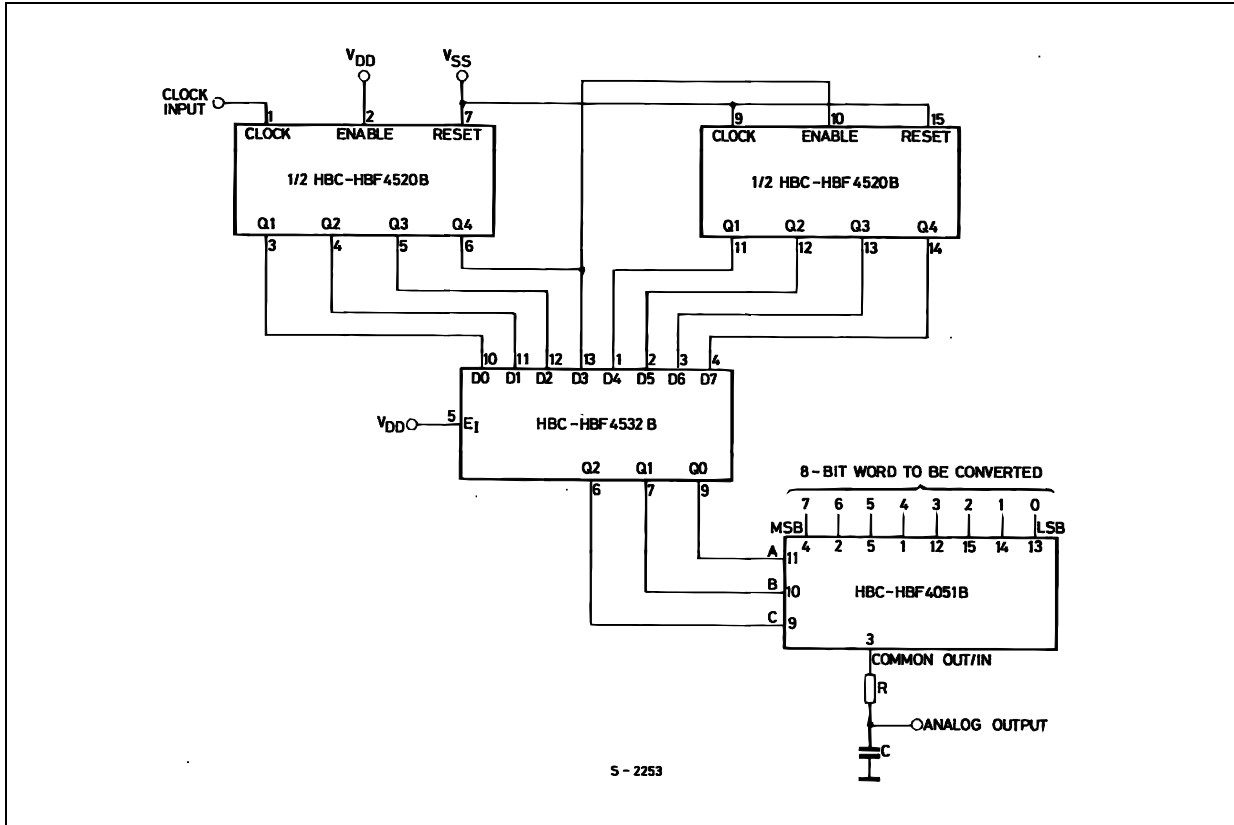 VDD
VSS
CLOCK INPUT
1 2 7
CLOCK ENABLE RESET
1/2 HBC-HBF4520B
Q1 Q2 Q3 Q4
3 4 5 6
9 10 15
CLOCK ENABLE RESET
1/2 HBC-HBF4520B
Q1 Q2 Q3 Q4
11 12 13 14
10 11 12 13 1 2 3 4
D0 D1 D2 D3 D4 D5 D6 D7
VDD 5 EI HBC-HBF4532B
Q2 Q1 Q0
6 7 9
8-BIT WORD TO BE CONVERTED
7 6 5 4 3 2 1 0
MSB LSB
4 2 5 1 12 15 14 13
A 11
B 10 HBC-HBF4051B
C 9
3
COMMON OUT/IN
R
ANALOG OUTPUT
C
S-2253